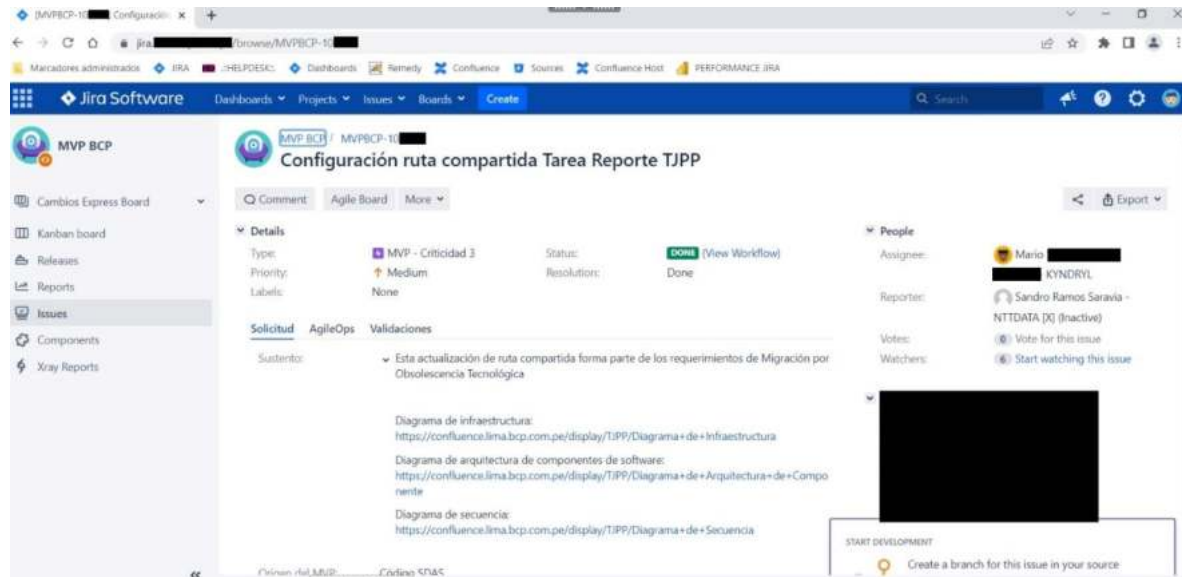 [MVPBCP-10 Configuración
jira. /browse/MVPBCP-10
Marcadores administrados JIRA .:HELPDESK:. Dashboards Remedy Confluence Sources Confluence Host PERFORMANCE JIRA
Jira Software Dashboards Projects Issues Boards Create Search
MVP BCP
MVP BCP / MVPBCP-10
Configuración ruta compartida Tarea Reporte TJPP
Cambios Express Board
Kanban board
Releases
Reports
Issues
Components
Xray Reports
Comment Agile Board More Export
Details
Type: MVP - Criticidad 3 Status: DONE (View Workflow)
Priority: Medium Resolution: Done
Labels: None
Solicitud AgileOps Validaciones
Sustento: Esta actualización de ruta compartida forma parte de los requerimientos de Migración por
Obsolescencia Tecnológica
Diagrama de infraestructura:
https://confluence.lima.bcp.com.pe/display/TJPP/Diagrama+de+Infraestructura
Diagrama de arquitectura de componentes de software:
https://confluence.lima.bcp.com.pe/display/TJPP/Diagrama+de+Arquitectura+de+Compo
nente
Diagrama de secuencia:
https://confluence.lima.bcp.com.pe/display/TJPP/Diagrama+de+Secuencia
Origen del MVP: Código SDAS
People
Assignee: Mario
KYNDRYL
Reporter: Sandro Ramos Saravia -
NTTDATA [X] (Inactive)
Votes: 0 Vote for this issue
Watchers: 6 Start watching this issue
START DEVELOPMENT
Create a branch for this issue in your source